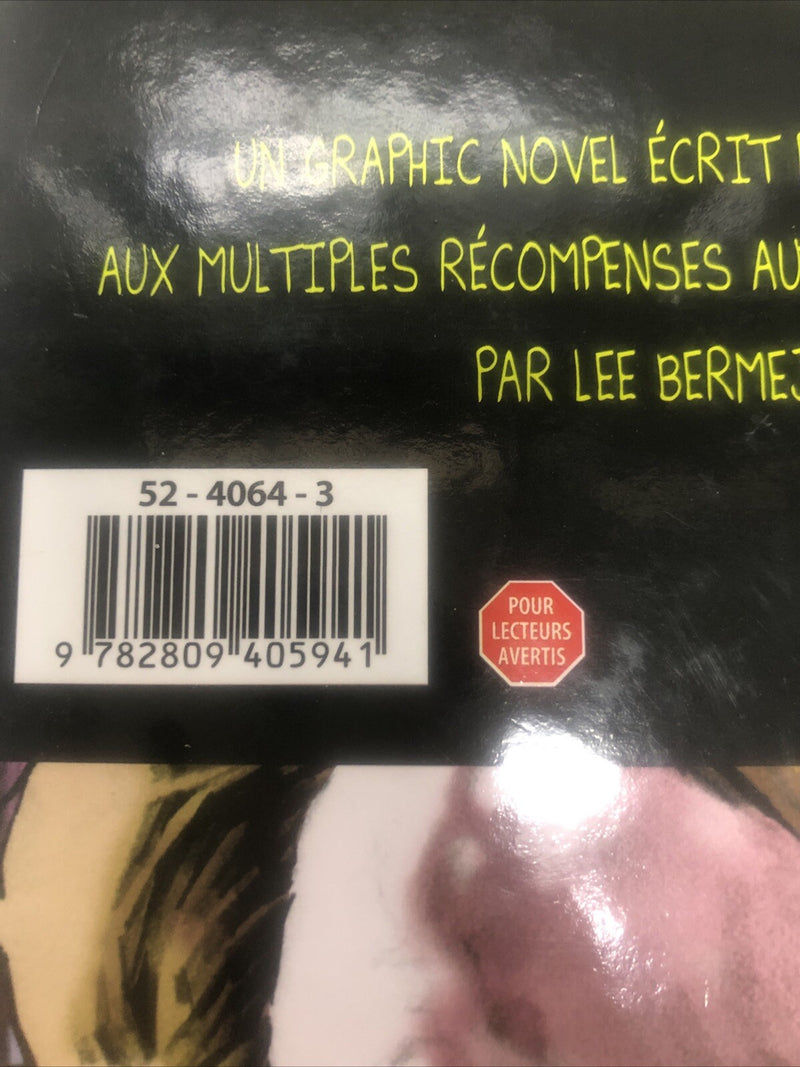 UN GRAPHIC NOVEL ÉCRIT
AUX MULTIPLES RÉCOMPENSES AU
PAR LEE BERMEJ
52 - 4064 - 3
9 782809 405941
POUR
LECTEURS
AVERTIS